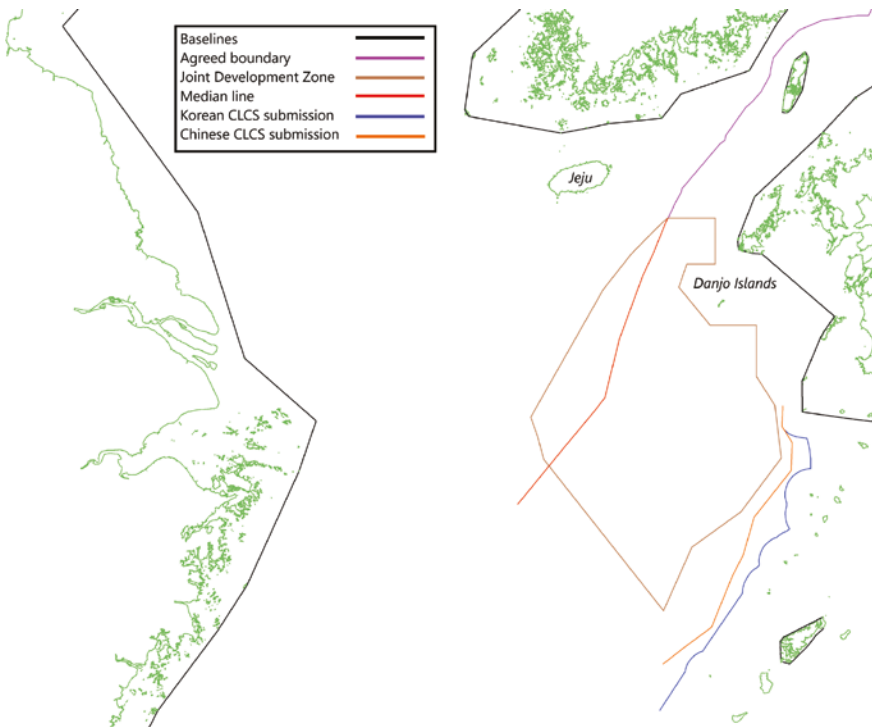 Baselines
Agreed boundary
Joint Development Zone
Median line
Korean CLCS submission
Chinese CLCS submission
Jeju
Danjo Islands